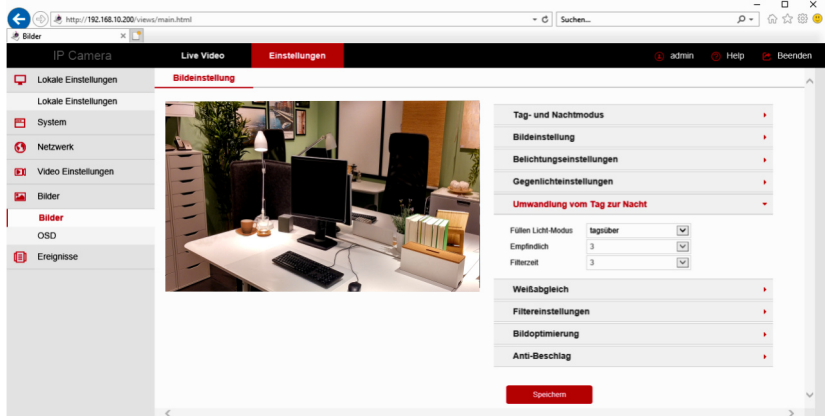 http://192.168.10.200/views/main.html
Suchen...
Bilder
IP Camera
Live Video
Einstellungen
admin
Help
Beenden
Lokale Einstellungen
Lokale Einstellungen
System
Netzwerk
Video Einstellungen
Bilder
Bilder
OSD
Ereignisse
Bildeinstellung
Tag- und Nachtmodus
Bildeinstellung
Belichtungseinstellungen
Gegenlichteinstellungen
Umwandlung vom Tag zur Nacht
Füllen Licht-Modus tagsüber
Empfindlich 3
Filterzeit 3
Weißabgleich
Filtereinstellungen
Bildoptimierung
Anti-Beschlag
Speichern